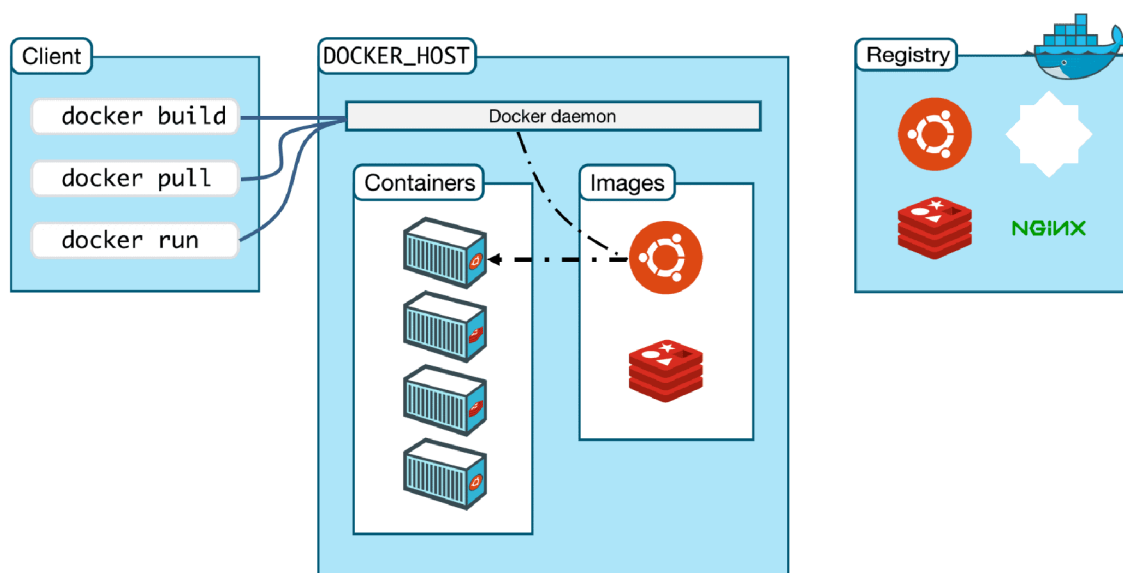 Client
docker build
docker pull
docker run
DOCKER_HOST
Docker daemon
Containers
Images
Registry
NGINX